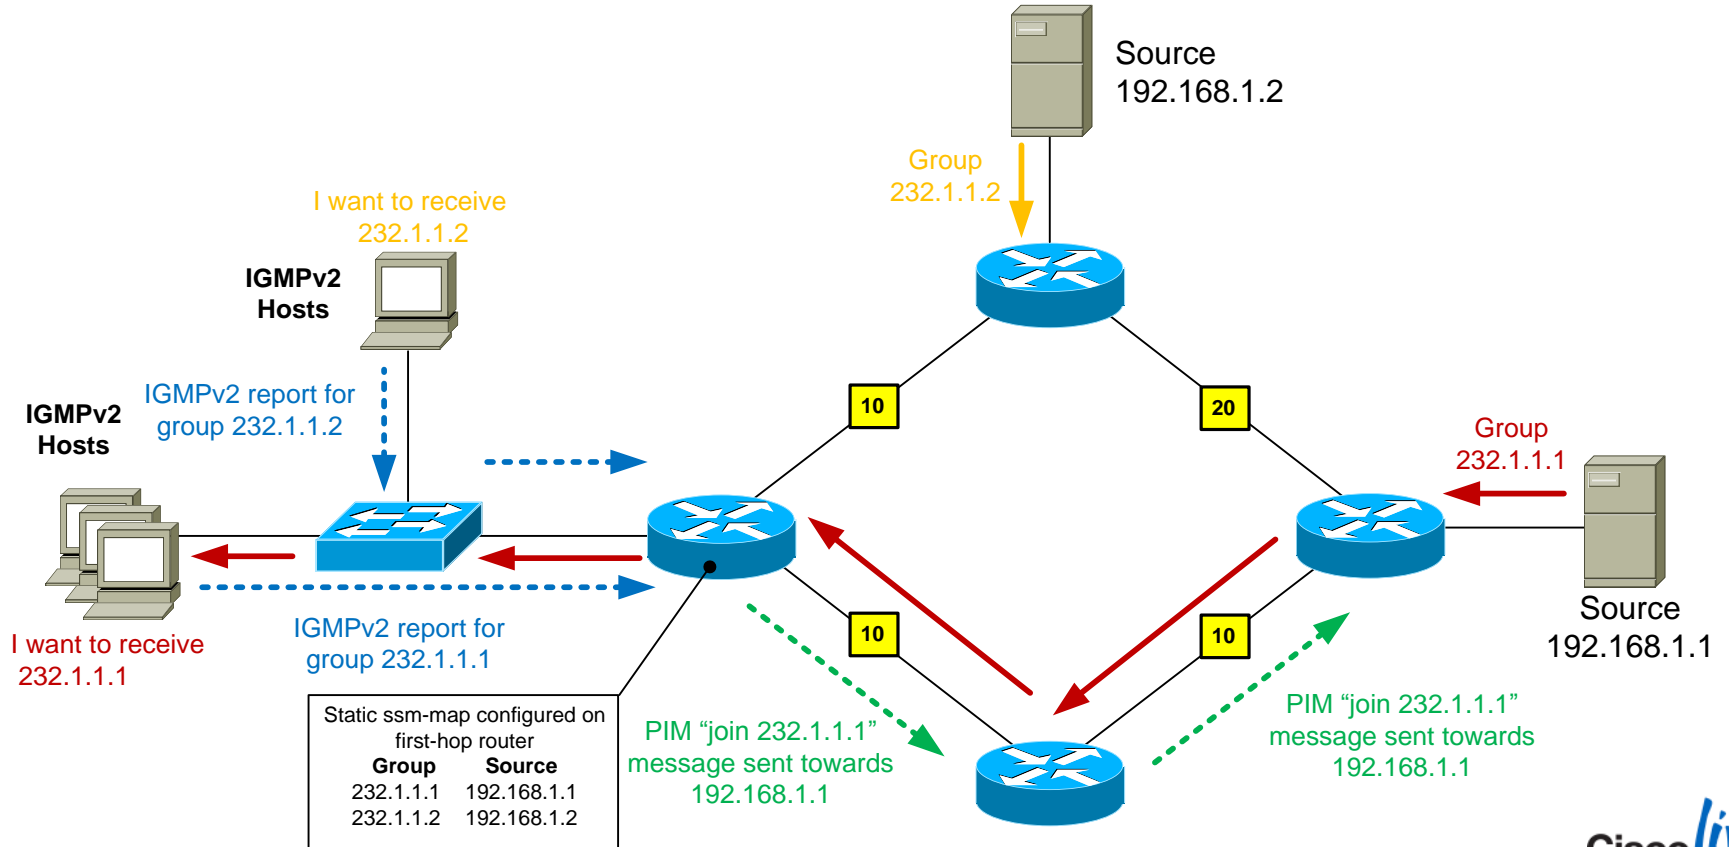 Source
192.168.1.2
Group
232.1.1.2
I want to receive
232.1.1.2
IGMPv2
Hosts
IGMPv2 report for
group 232.1.1.2
IGMPv2
Hosts
10
20
Group
232.1.1.1
I want to receive
232.1.1.1
IGMPv2 report for
group 232.1.1.1
10
10
Source
192.168.1.1
Static ssm-map configured on
first-hop router
Group Source
232.1.1.1 192.168.1.1
232.1.1.2 192.168.1.2
PIM “join 232.1.1.1”
message sent towards
192.168.1.1
PIM “join 232.1.1.1”
message sent towards
192.168.1.1